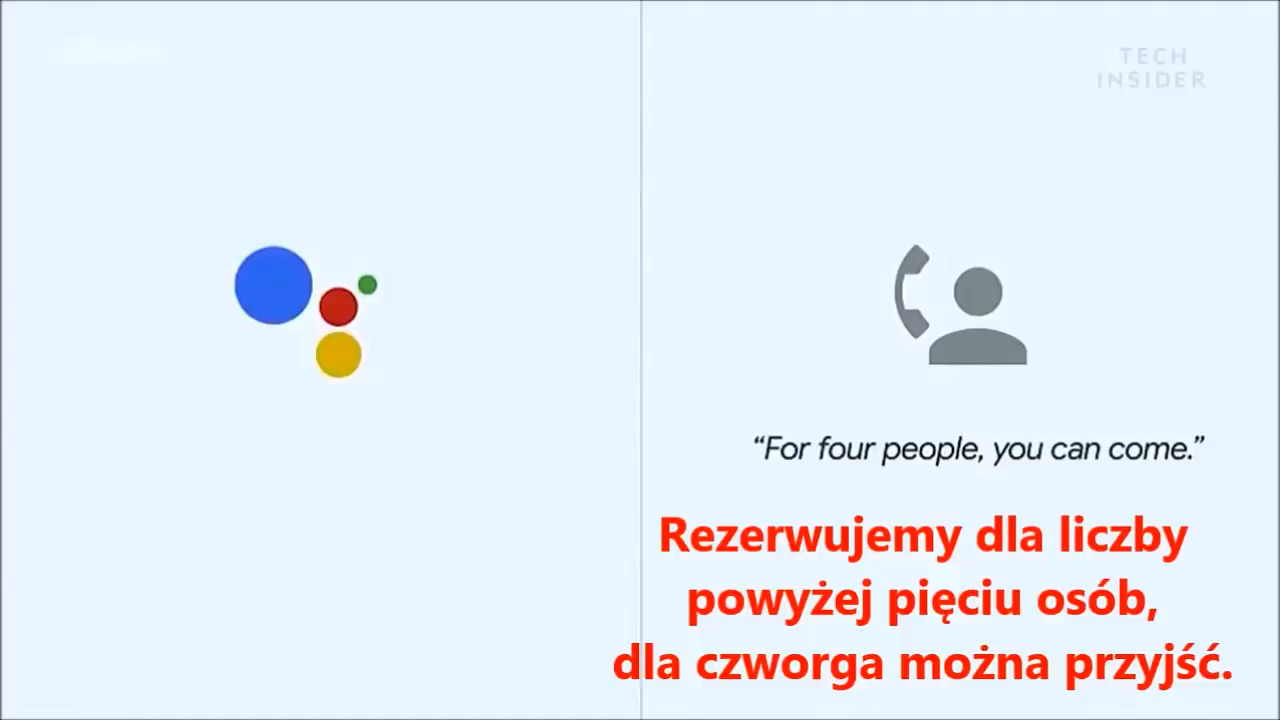 TECH
INSIDER
“For four people, you can come.”
Rezerwujemy dla liczby
powyżej pięciu osób,
dla czworga można przyjść.